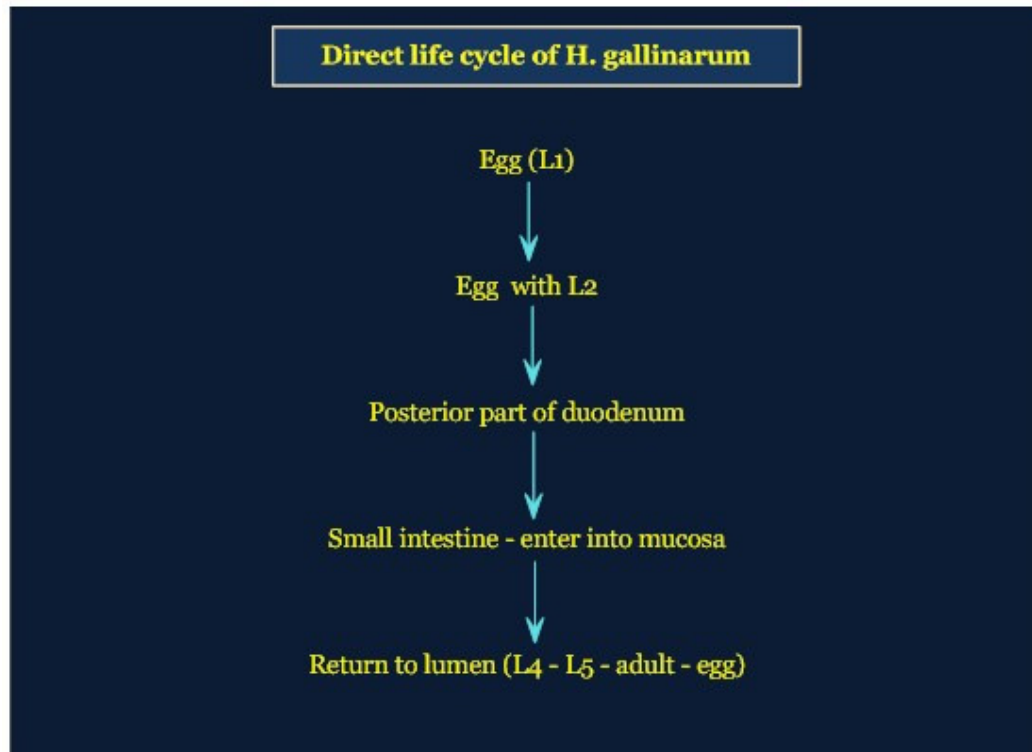 Direct life cycle of H. gallinarum
Egg (L1)
Egg with L2
Posterior part of duodenum
Small intestine - enter into mucosa
Return to lumen (L4 - L5 - adult - egg)